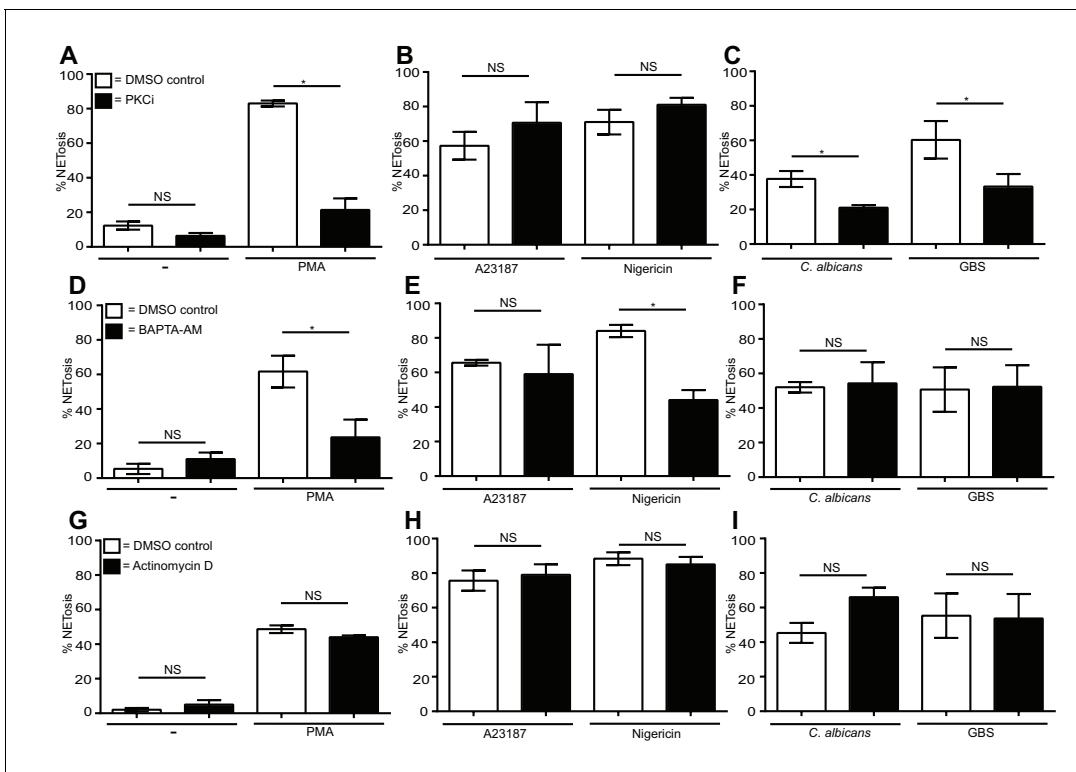 A
B
C
= DMSO control
= PKCi
% NETosis
100
80
60
40
20
0
NS
*
–
PMA
% NETosis
100
80
60
40
20
0
NS
NS
A23187
Nigericin
% NETosis
100
80
60
40
20
0
*
*
C. albicans
GBS
D
E
F
= DMSO control
= BAPTA-AM
% NETosis
100
80
60
40
20
0
NS
*
–
PMA
% NETosis
100
80
60
40
20
0
NS
*
A23187
Nigericin
% NETosis
100
80
60
40
20
0
NS
NS
C. albicans
GBS
G
H
I
= DMSO control
= Actinomycin D
% NETosis
100
80
60
40
20
0
NS
NS
–
PMA
% NETosis
100
80
60
40
20
0
NS
NS
A23187
Nigericin
% NETosis
100
80
60
40
20
0
NS
NS
C. albicans
GBS